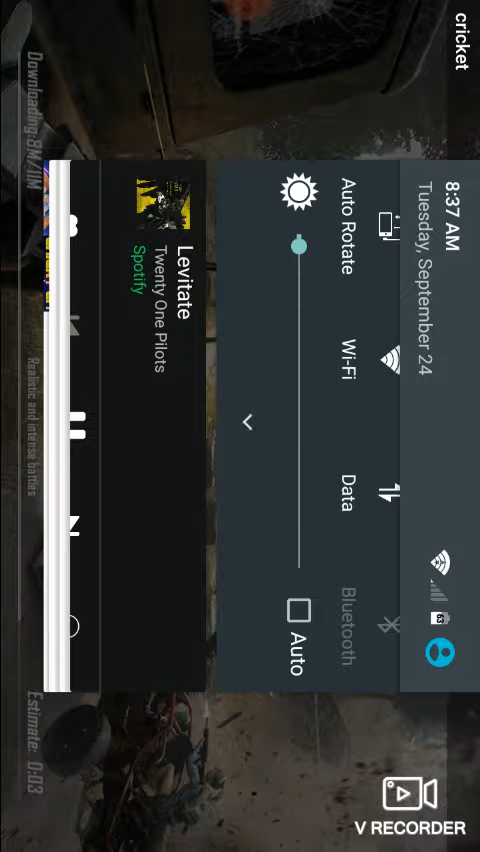 cricket
8:37 AM
Tuesday, September 24
63
Auto Rotate
Wi-Fi
Data
Bluetooth
Auto
Levitate
Twenty One Pilots
Spotify
Realistic and intense battles
Estimate: 0:03
V RECORDER